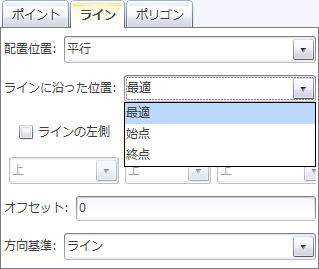 ポイント ライン ポリゴン
配置位置: 平行
ラインに沿った位置: 最適
最適
ラインの左側 始点
終点
上 上 上
オフセット: 0
方向基準: ライン